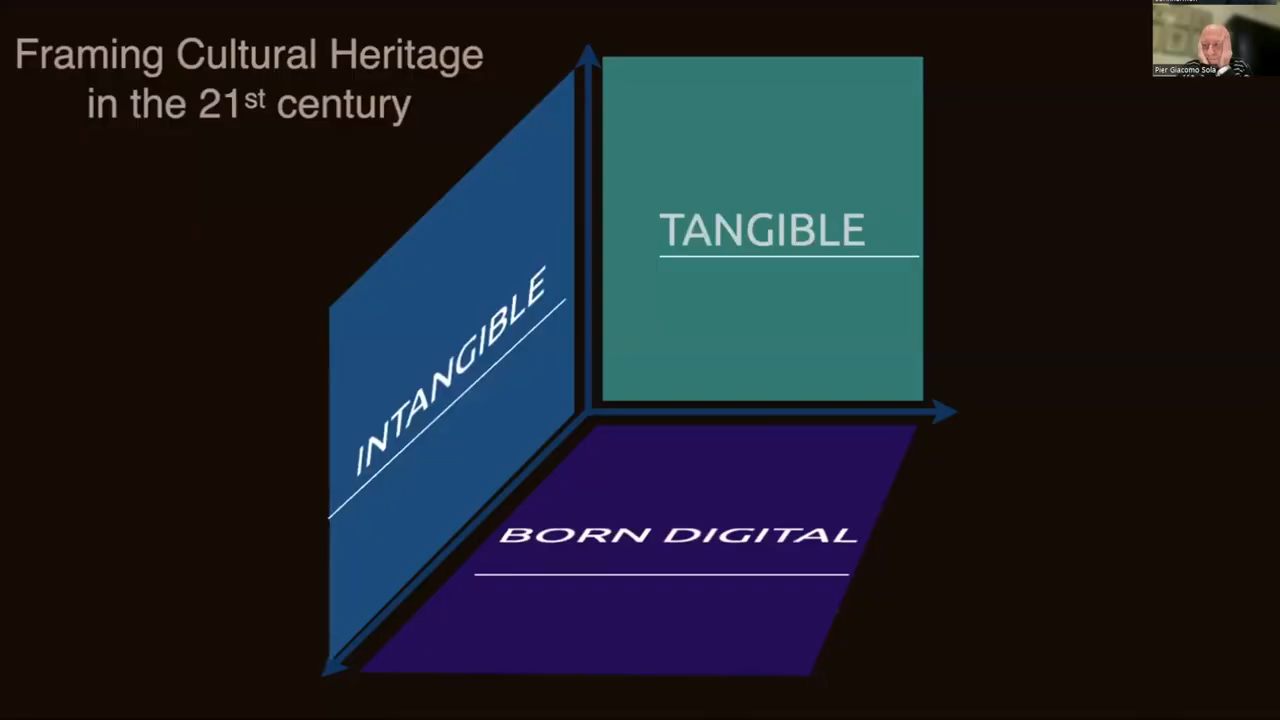 Framing Cultural Heritage
in the 21st century
TANGIBLE
INTANGIBLE
BORN DIGITAL
Pier Giacomo Sola